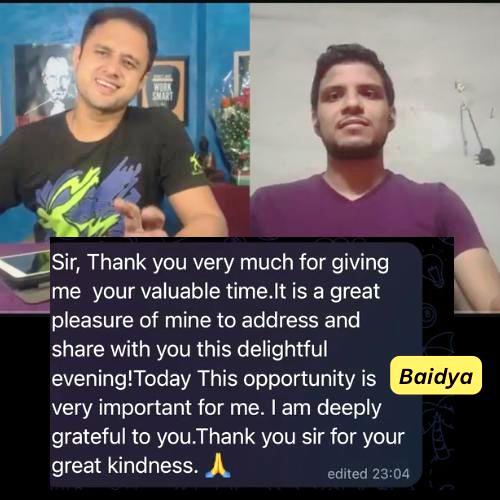 WORK
SMART
Sir, Thank you very much for giving
me  your valuable time.It is a great
pleasure of mine to address and
share with you this delightful
evening!Today This opportunity is
very important for me. I am deeply
grateful to you.Thank you sir for your
great kindness. 🙏
edited 23:04
Baidya